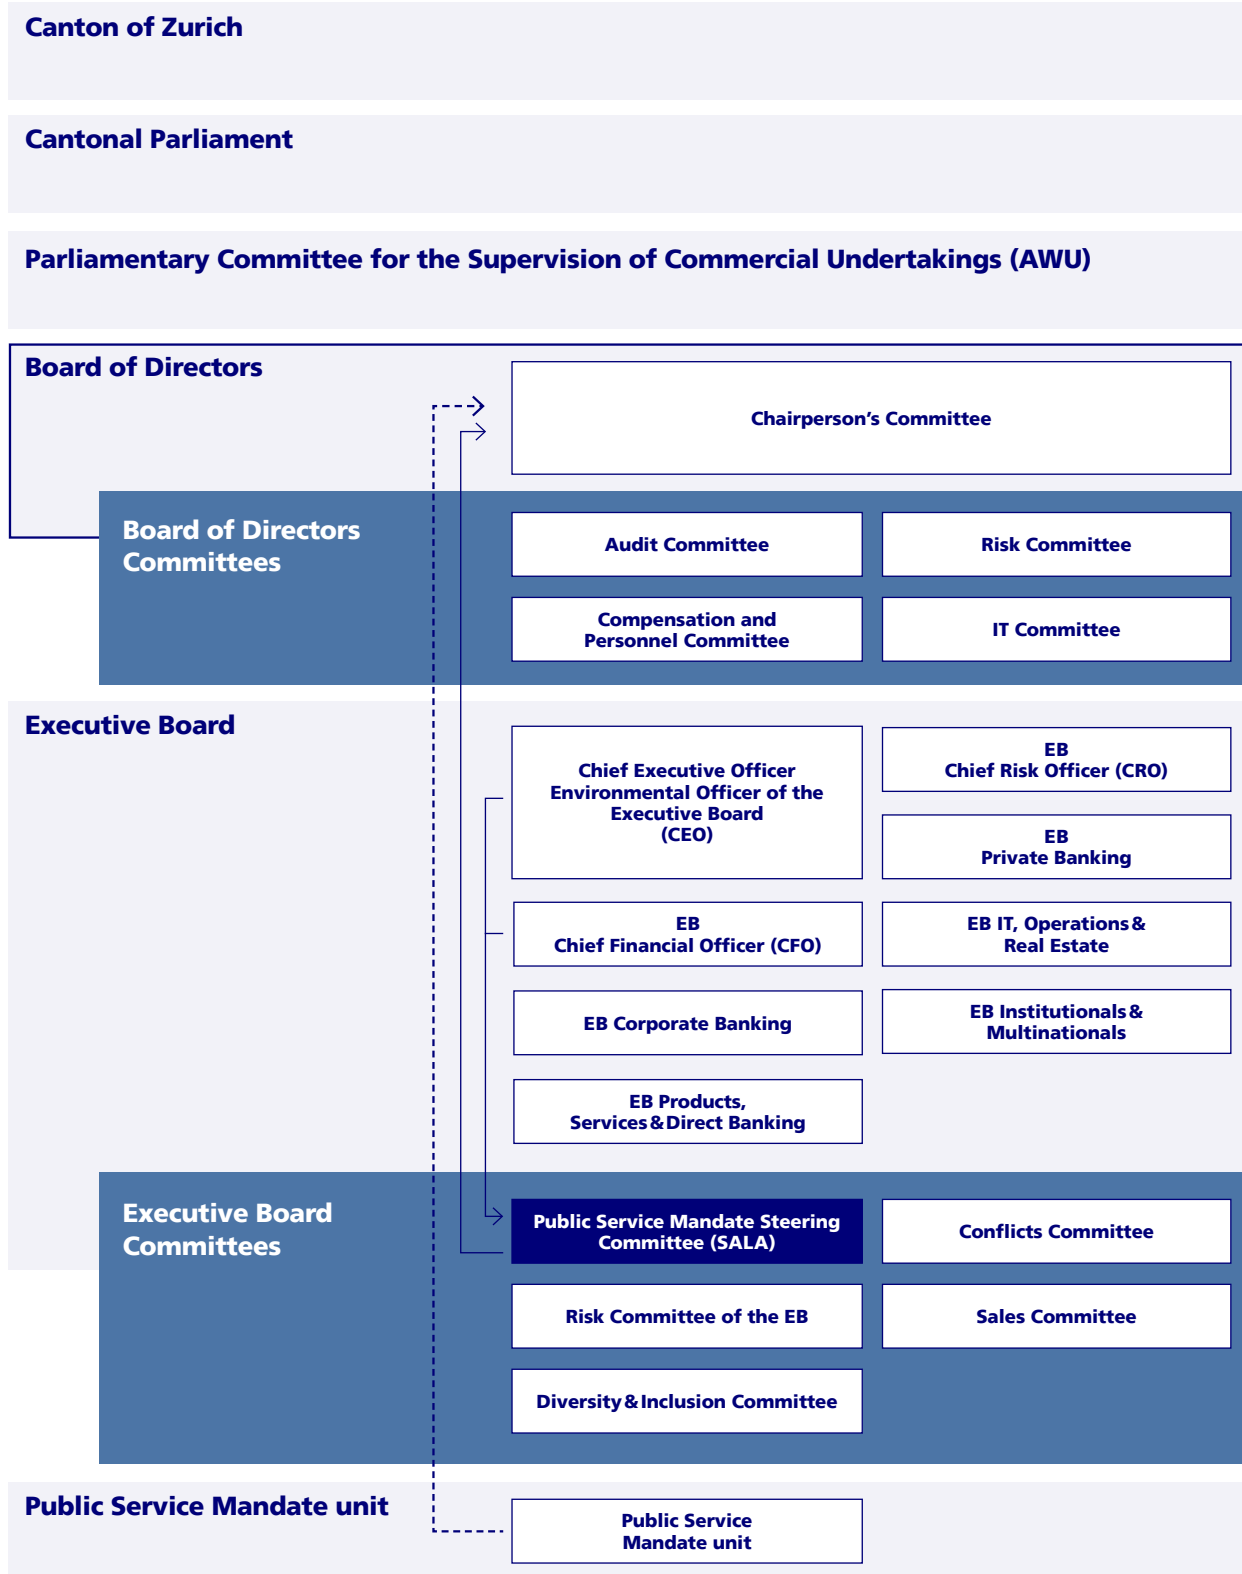 Canton of Zurich
Cantonal Parliament
Parliamentary Committee for the Supervision of Commercial Undertakings (AWU)
Board of Directors
Chairperson’s Committee
Board of Directors
Committees
Audit Committee
Risk Committee
Compensation and
Personnel Committee
IT Committee
Executive Board
Chief Executive Officer
Environmental Officer of the
Executive Board
(CEO)
EB
Chief Risk Officer (CRO)
EB
Private Banking
EB
Chief Financial Officer (CFO)
EB IT, Operations &
Real Estate
EB Corporate Banking
EB Institutionals &
Multinationals
EB Products,
Services & Direct Banking
Executive Board
Committees
Public Service Mandate Steering
Committee (SALA)
Conflicts Committee
Risk Committee of the EB
Sales Committee
Diversity & Inclusion Committee
Public Service Mandate unit
Public Service
Mandate unit